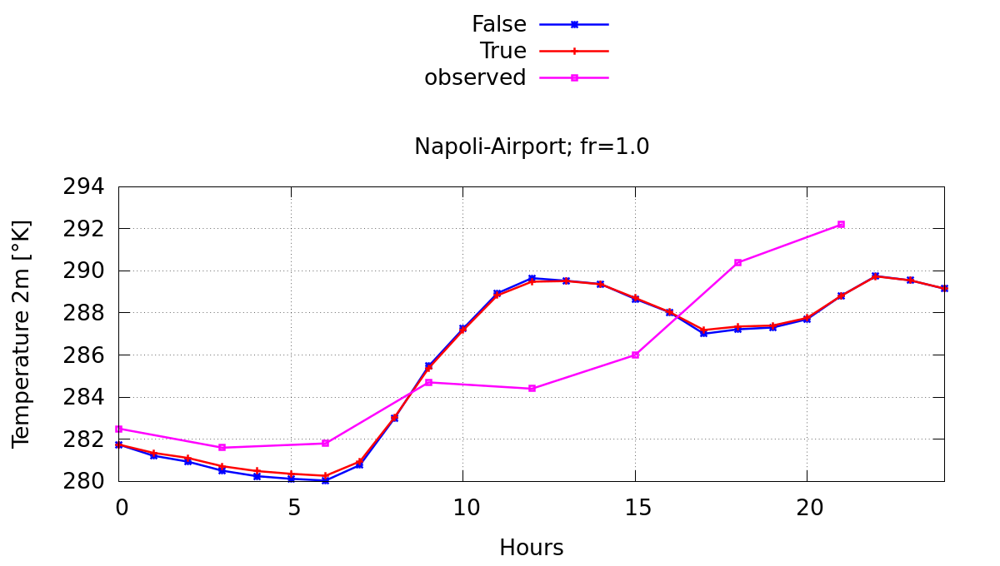 False
True
observed
Napoli-Airport; fr=1.0
294
292
290
288
286
284
282
280
Temperature 2m [°K]
0 5 10 15 20
Hours